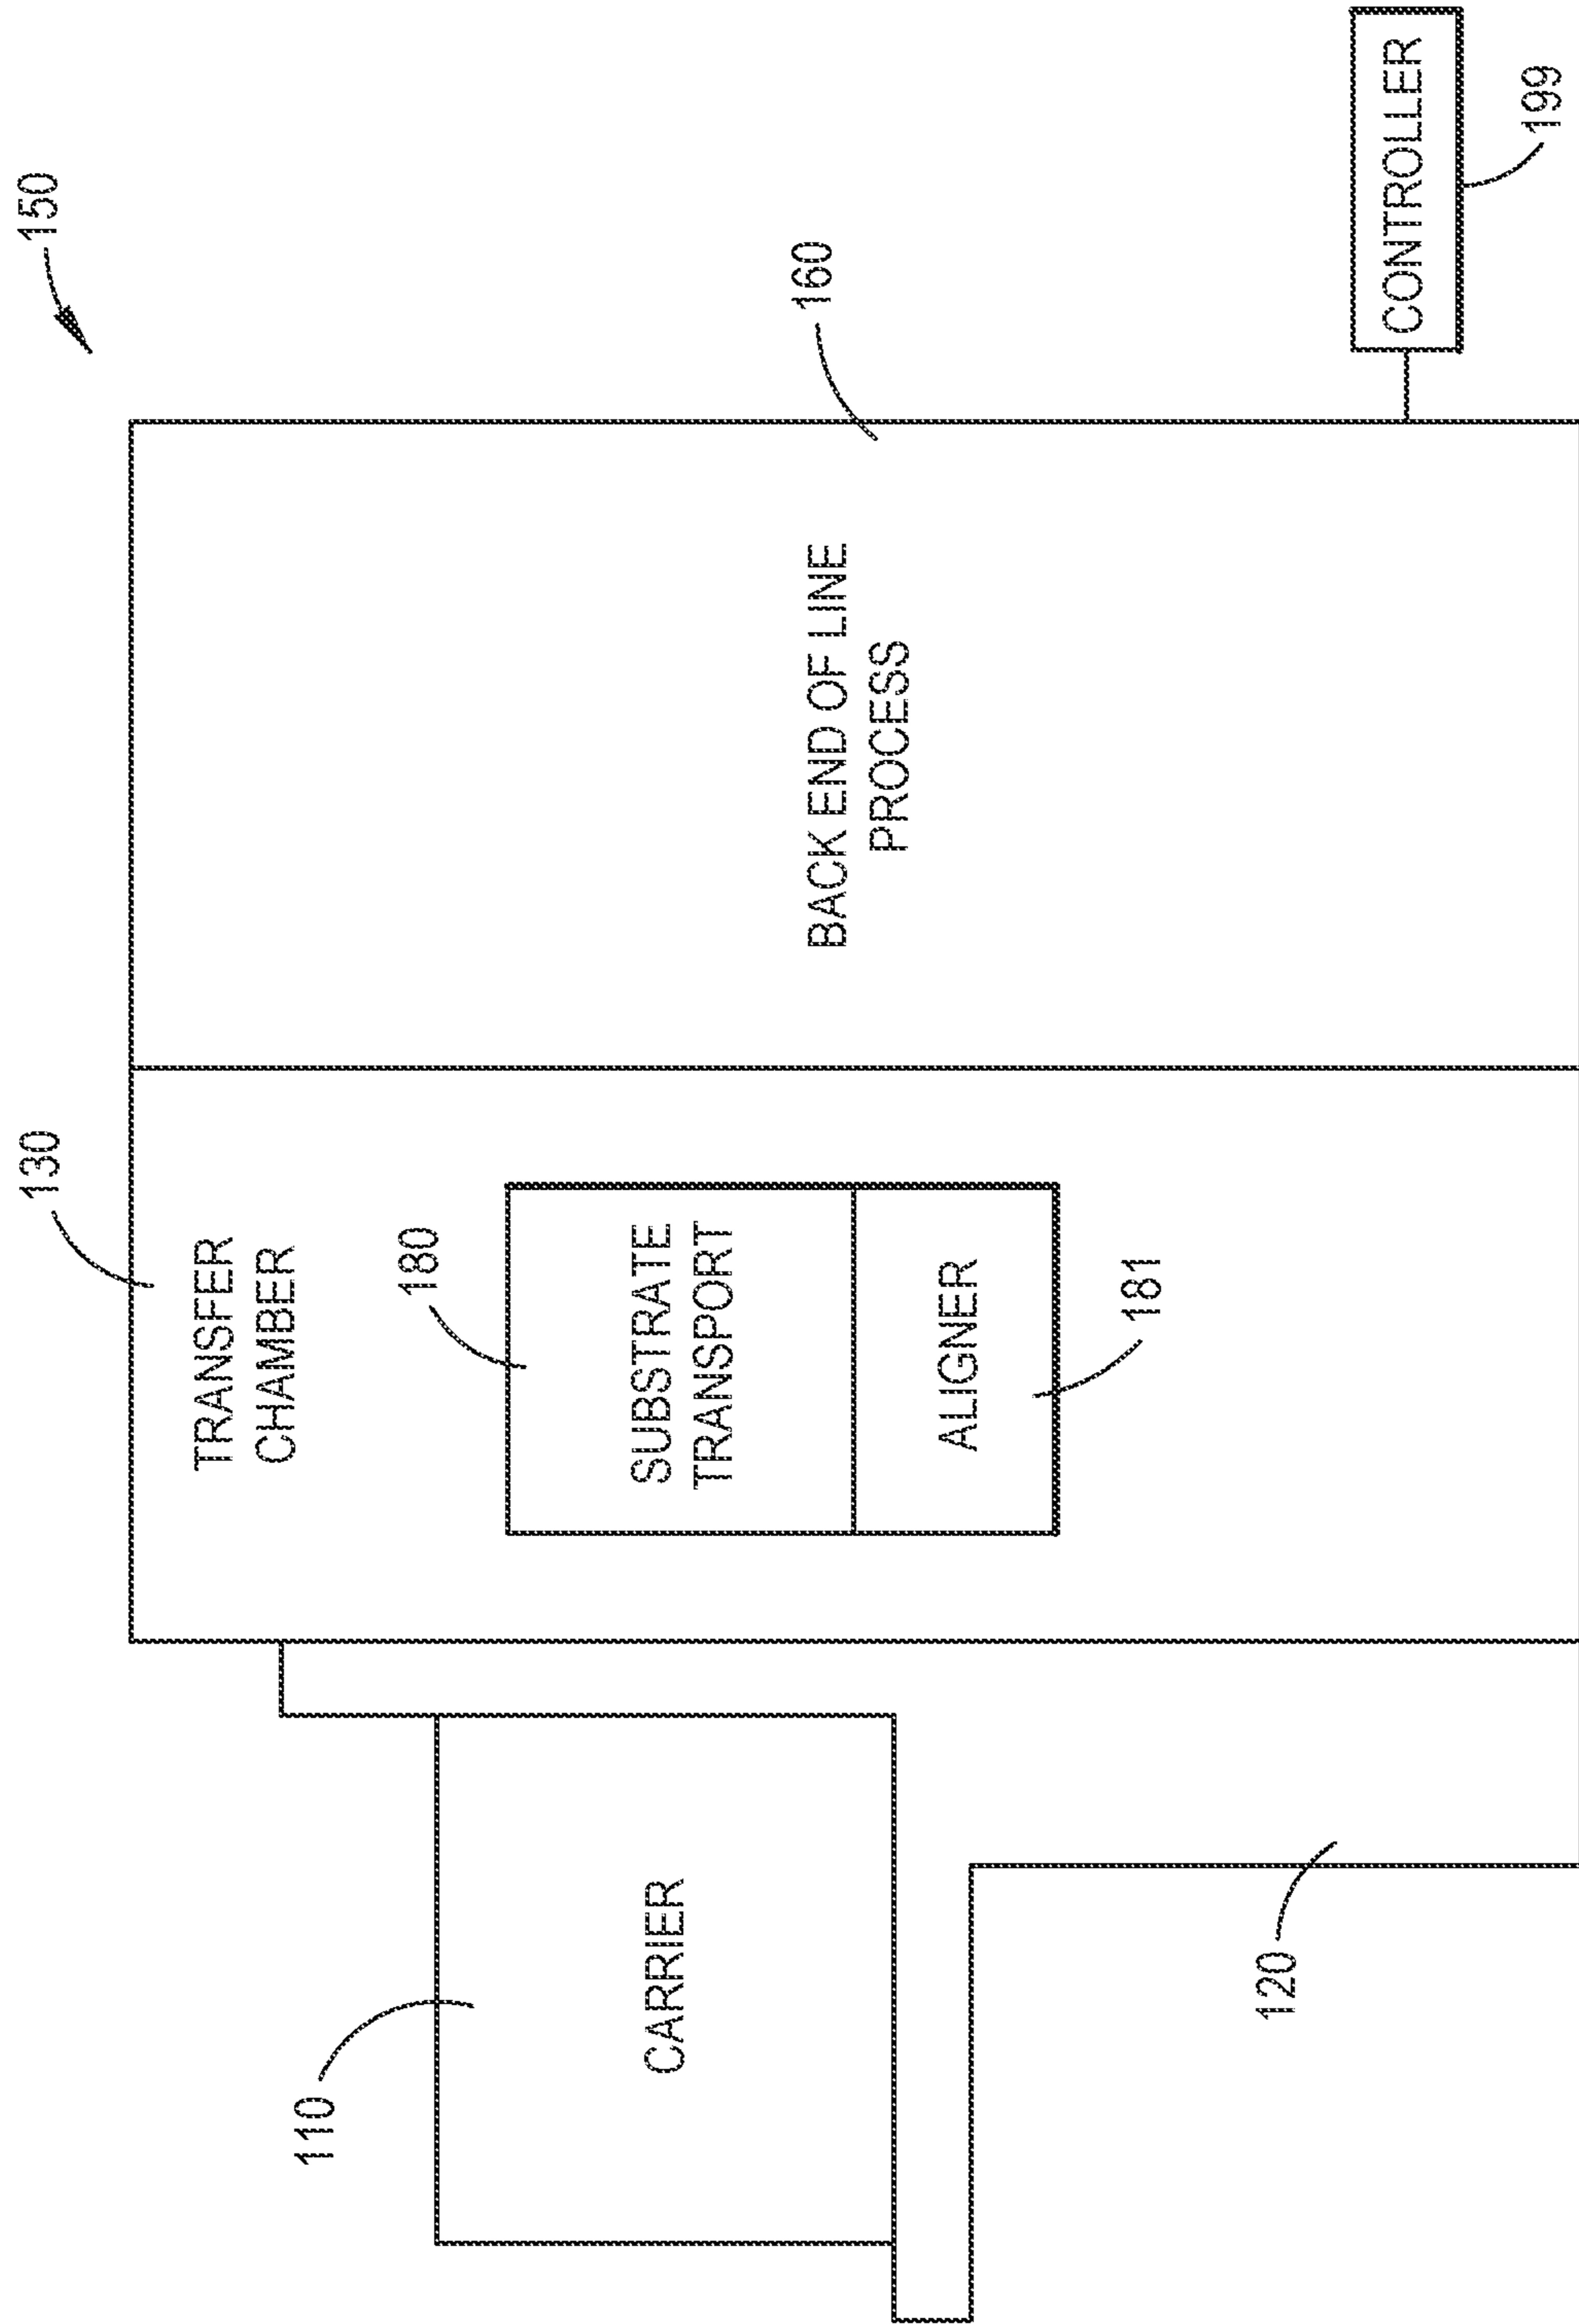 150
130
160
TRANSFER
CHAMBER
180
SUBSTRATE
TRANSPORT
ALIGNER
181
BACK END OF LINE
PROCESS
110
CARRIER
120
CONTROLLER
199